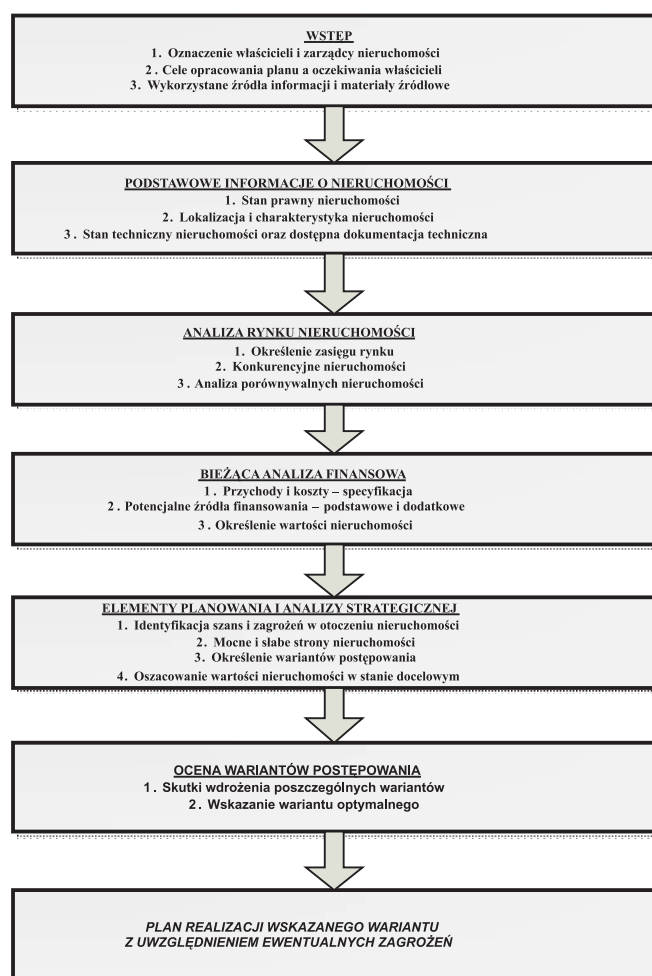 WSTĘP
1. Oznaczenie właścicieli i zarządcy nieruchomości
2. Cele opracowania planu a oczekiwania właścicieli
3. Wykorzystane źródła informacji i materiały źródłowe
PODSTAWOWE INFORMACJE O NIERUCHOMOŚCI
1. Stan prawny nieruchomości
2. Lokalizacja i charakterystyka nieruchomości
3. Stan techniczny nieruchomości oraz dostępna dokumentacja techniczna
ANALIZA RYNKU NIERUCHOMOŚCI
1. Określenie zasięgu rynku
2. Konkurencyjne nieruchomości
3. Analiza porównywalnych nieruchomości
BIEŻĄCA ANALIZA FINANSOWA
1. Przychody i koszty – specyfikacja
2. Potencjalne źródła finansowania – podstawowe i dodatkowe
3. Określenie wartości nieruchomości
ELEMENTY PLANOWANIA I ANALIZY STRATEGICZNEJ
1. Identyfikacja szans i zagrożeń w otoczeniu nieruchomości
2. Mocne i słabe strony nieruchomości
3. Określenie wariantów postępowania
4. Oszacowanie wartości nieruchomości w stanie docelowym
OCENA WARIANTÓW POSTĘPOWANIA
1. Skutki wdrożenia poszczególnych wariantów
2. Wskazanie wariantu optymalnego
PLAN REALIZACJI WSKAZANEGO WARIANTU
Z UWZGLĘDNIENIEM EWENTUALNYCH ZAGROŻEŃ